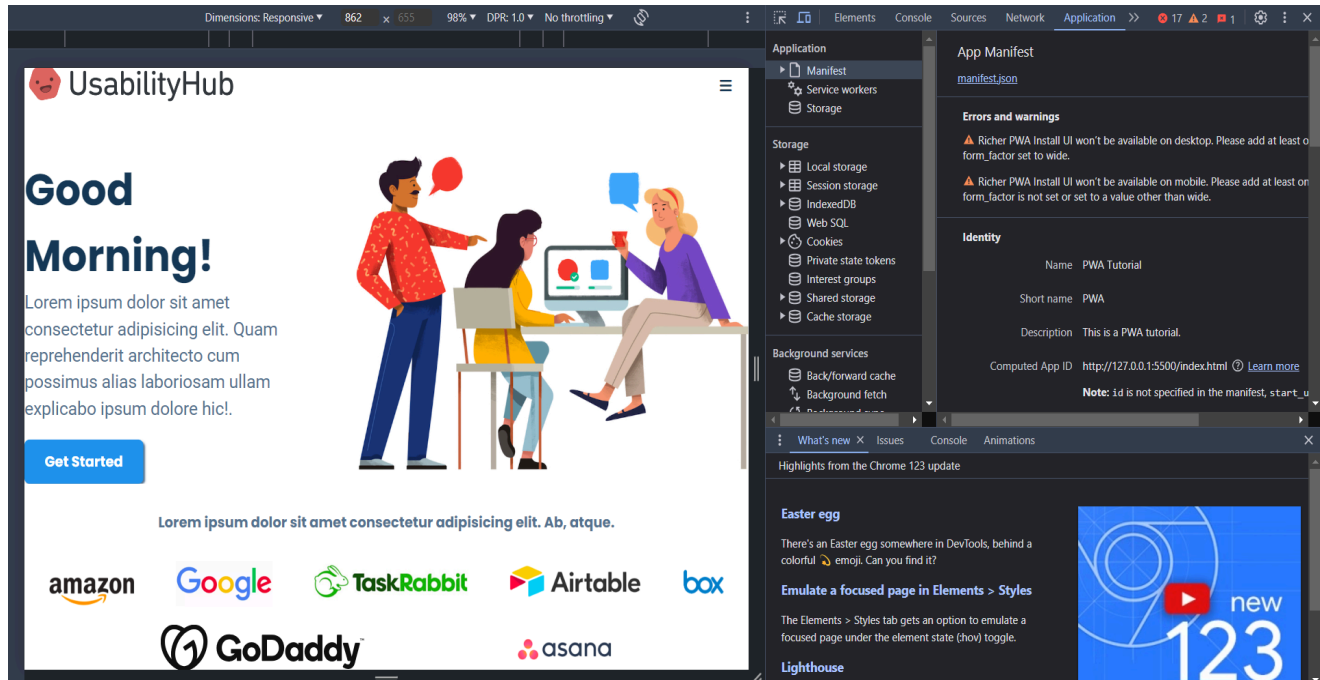 Dimensions: Responsive ▼ 862 x 655 98% ▼ DPR: 1.0 ▼ No throttling ▼
UsabilityHub
Good
Morning!
Lorem ipsum dolor sit amet
consectetur adipisicing elit. Quam
reprehenderit architecto cum
possimus alias laboriosam ullam
explicabo ipsum dolore hic!.
Get Started
Lorem ipsum dolor sit amet consectetur adipisicing elit. Ab, atque.
amazon Google TaskRabbit Airtable box
GoDaddy asana
Elements Console Sources Network Application 17 2 1
Application
Manifest
Service workers
Storage
Storage
Local storage
Session storage
IndexedDB
Web SQL
Cookies
Private state tokens
Interest groups
Shared storage
Cache storage
Background services
Back/forward cache
Background fetch
App Manifest
manifest.json
Errors and warnings
Richer PWA Install UI won't be available on desktop. Please add at least o
form_factor set to wide.
Richer PWA Install UI won't be available on mobile. Please add at least on
form_factor is not set or set to a value other than wide.
Identity
Name PWA Tutorial
Short name PWA
Description This is a PWA tutorial.
Computed App ID http://127.0.0.1:5500/index.html Learn more
Note: id is not specified in the manifest, start_u
What's new Issues Console Animations
Highlights from the Chrome 123 update
Easter egg
There's an Easter egg somewhere in DevTools, behind a
colorful 💫 emoji. Can you find it?
Emulate a focused page in Elements > Styles
The Elements > Styles tab gets an option to emulate a
focused page under the element state (:hov) toggle.
Lighthouse
new
123